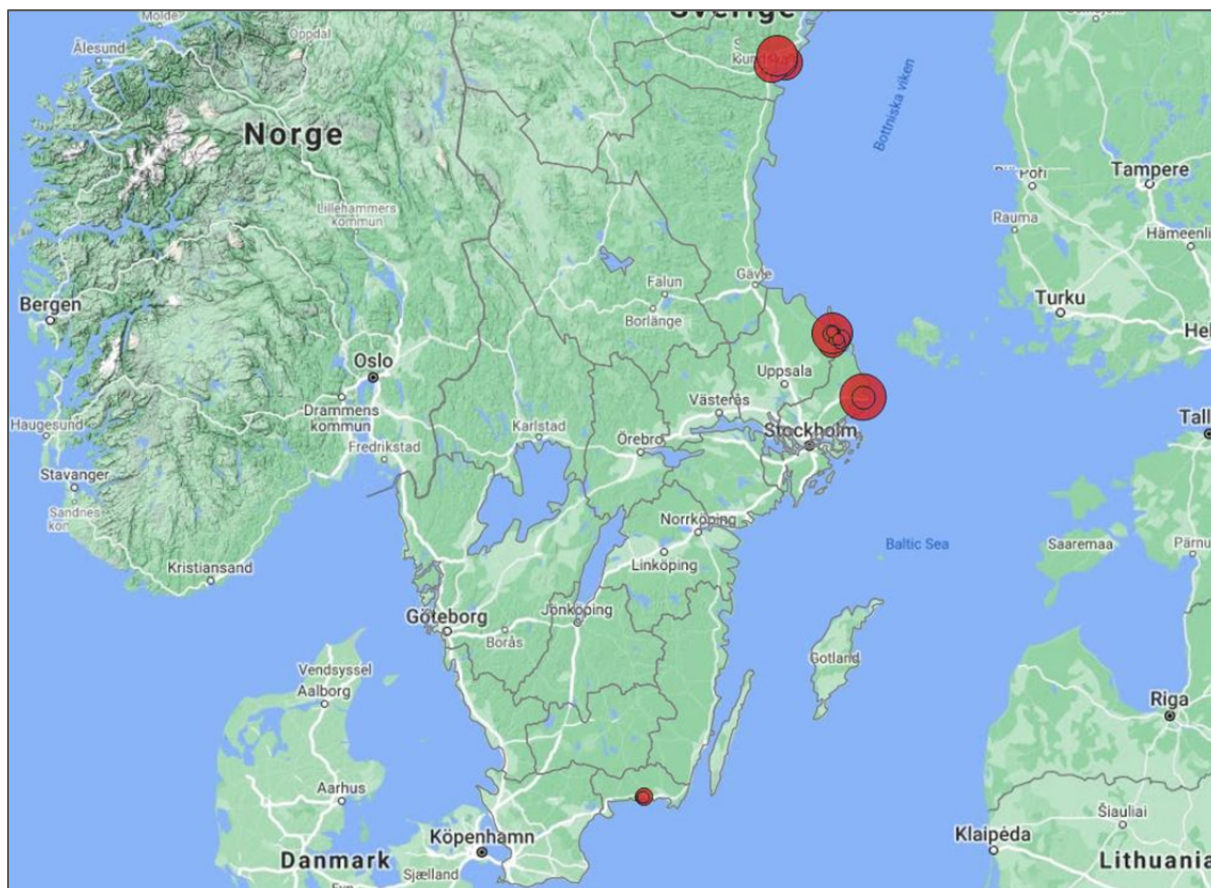 Sverige
Molde
Oppdal
Ålesund
Norge
Bottniska viken
Tampere
Rauma
Hämeenli
Lillehammers
kommun
Gävle
Falun
Borlänge
Turku
Hel
Bergen
Oslo
Uppsala
Drammens
kommun
Västerås
Haugesund
Karlstad
Örebro
Stockholm
Tall
Fredrikstad
Stavanger
Sandnes
kon
Norrköping
Baltic Sea
Saaremaa
Pärnu
Linköping
Kristiansand
Göteborg
Jönköping
Borås
Gotland
Vendsyssel
Aalborg
Riga
Aarhus
Šiauliai
Köpenhamn
Klaipėda
Danmark
Sjælland
Lithuania